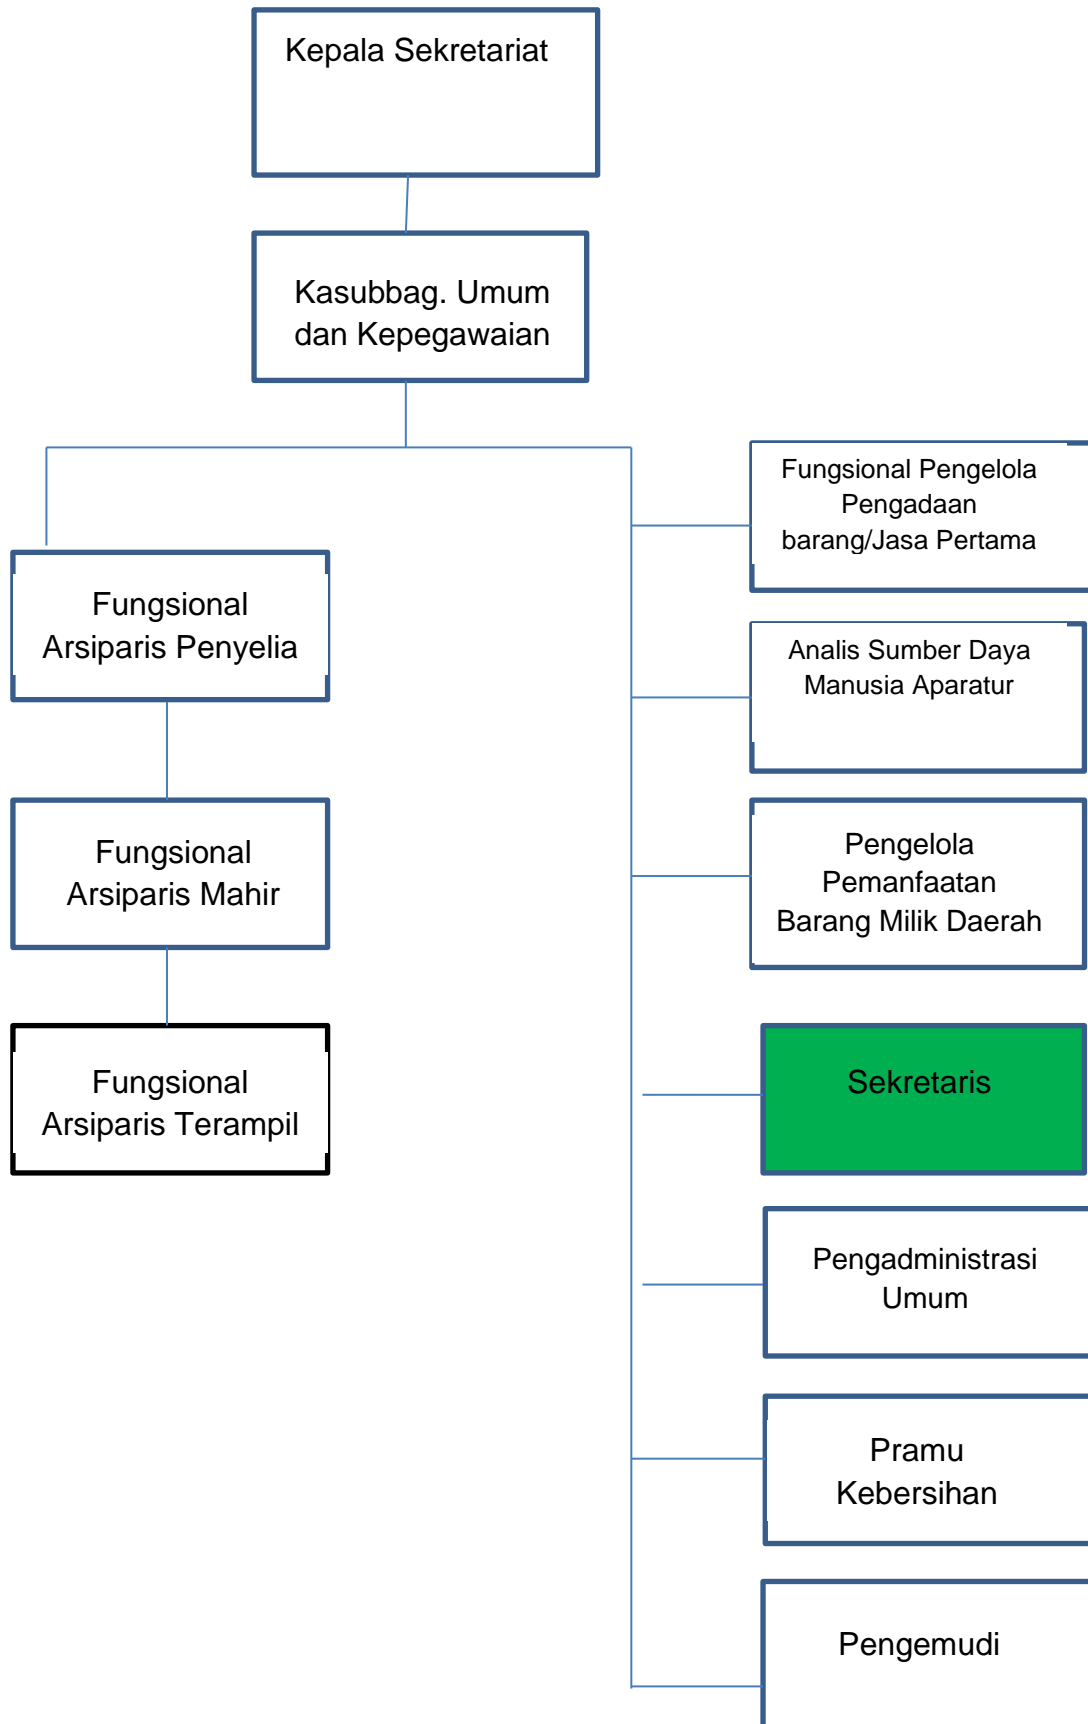 Kepala Sekretariat
Kasubbag. Umum
dan Kepegawaian
Fungsional
Arsiparis Penyelia
Fungsional
Arsiparis Mahir
Fungsional
Arsiparis Terampil
Fungsional Pengelola
Pengadaan
barang/Jasa Pertama
Analis Sumber Daya
Manusia Aparatur
Pengelola
Pemanfaatan
Barang Milik Daerah
Sekretaris
Pengadministrasi
Umum
Pramu
Kebersihan
Pengemudi